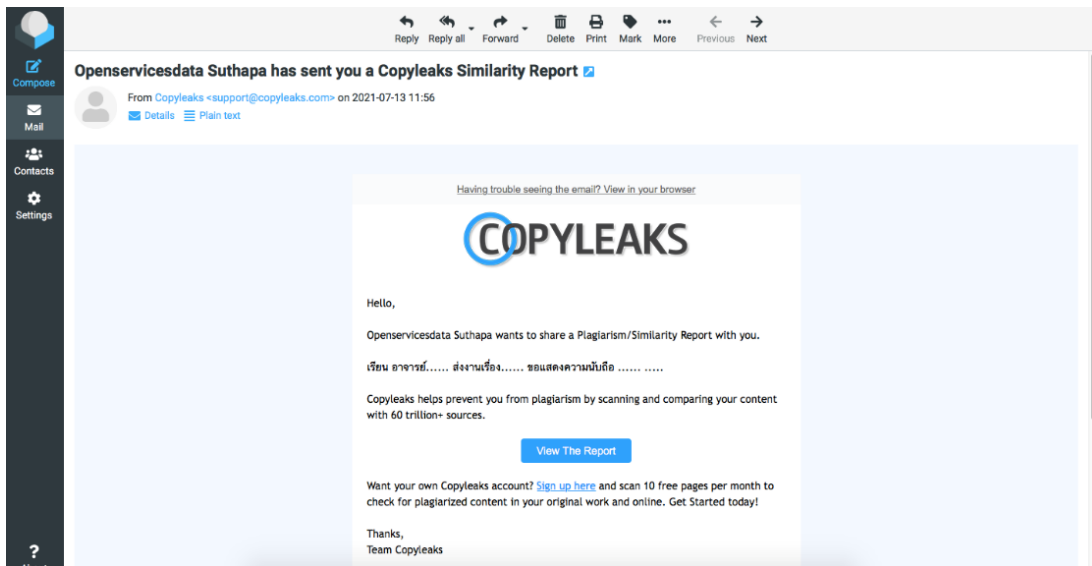 Reply Reply all Forward Delete Print Mark More Previous Next
Compose
Mail
Contacts
Settings
?
Openservicesdata Suthapa has sent you a Copyleaks Similarity Report
From Copyleaks <support@copyleaks.com> on 2021-07-13 11:56
Details Plain text
Having trouble seeing the email? View in your browser
COPYLEAKS
Hello,
Openservicesdata Suthapa wants to share a Plagiarism/Similarity Report with you.
เรียน อาจารย์...... ส่งงานเรื่อง...... ขอแสดงความนับถือ ...... .....
Copyleaks helps prevent you from plagiarism by scanning and comparing your content
with 60 trillion+ sources.
View The Report
Want your own Copyleaks account? Sign up here and scan 10 free pages per month to
check for plagiarized content in your original work and online. Get Started today!
Thanks,
Team Copyleaks